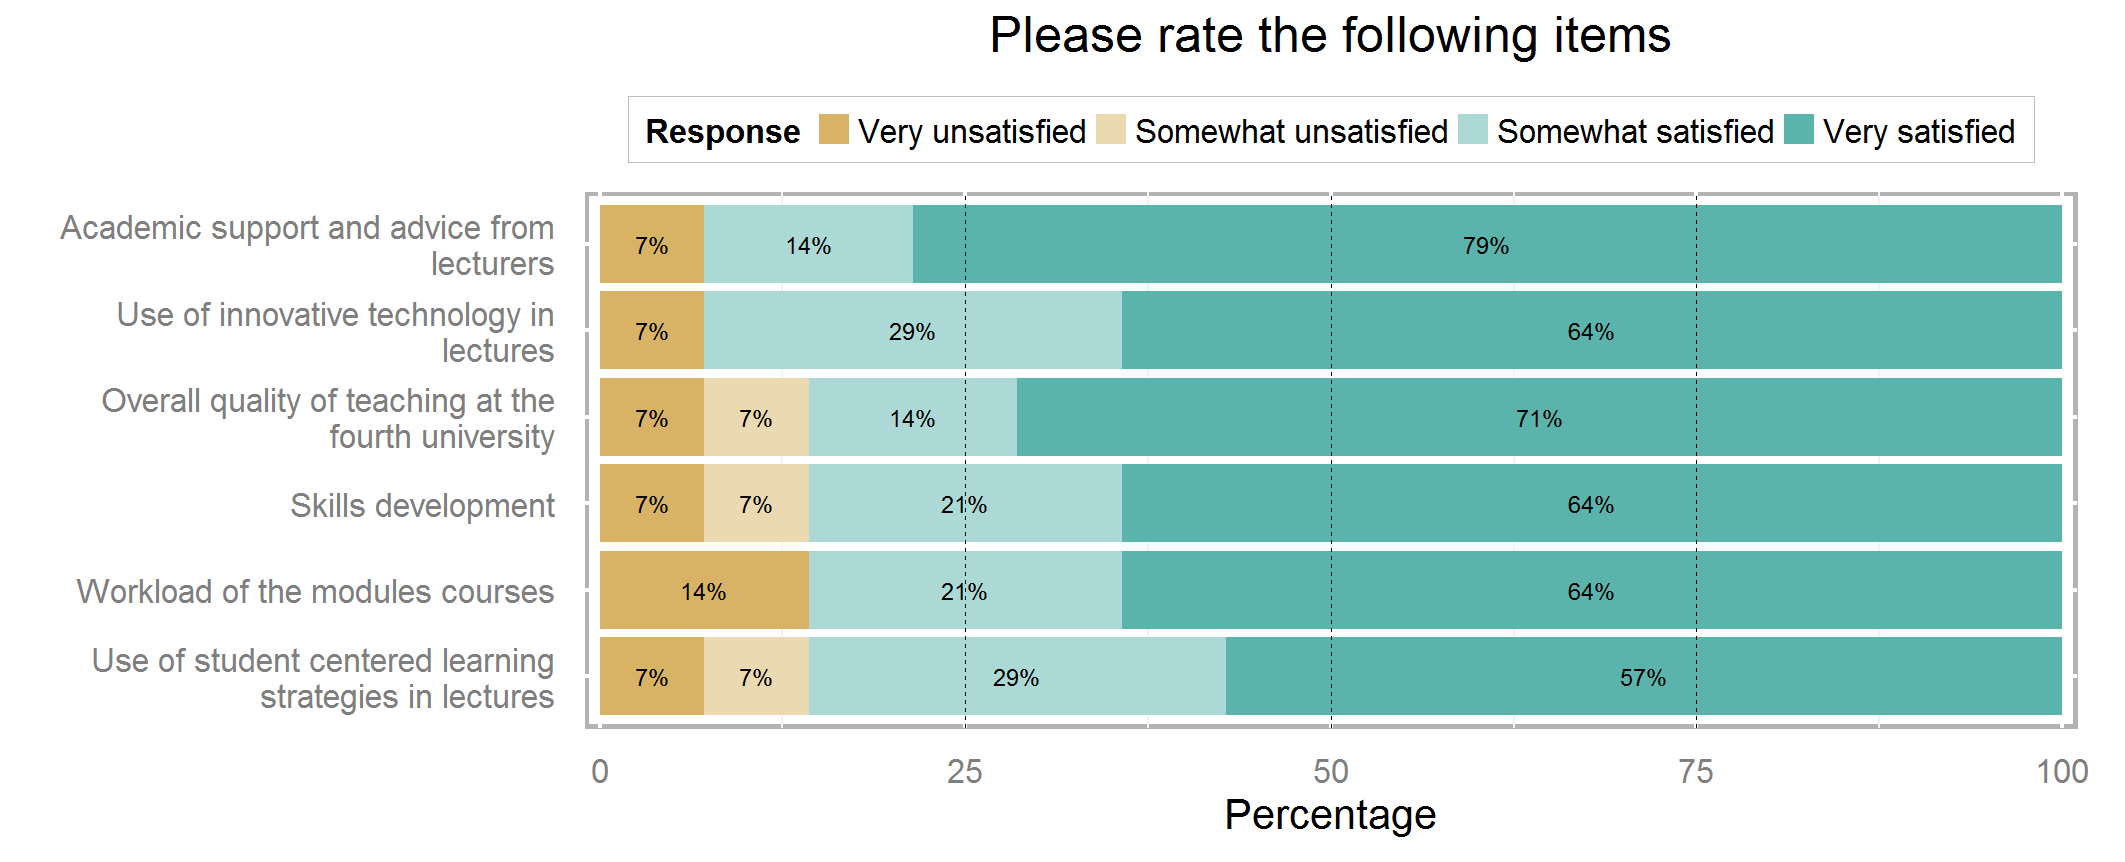 Please rate the following items
Response Very unsatisfied Somewhat unsatisfied Somewhat satisfied Very satisfied
Academic support and advice from
lecturers
7% 14% 79%
Use of innovative technology in
lectures
7% 29% 64%
Overall quality of teaching at the
fourth university
7% 7% 14% 71%
Skills development
7% 7% 21% 64%
Workload of the modules courses
14% 21% 64%
Use of student centered learning
strategies in lectures
7% 7% 29% 57%
0 25 50 75 100
Percentage